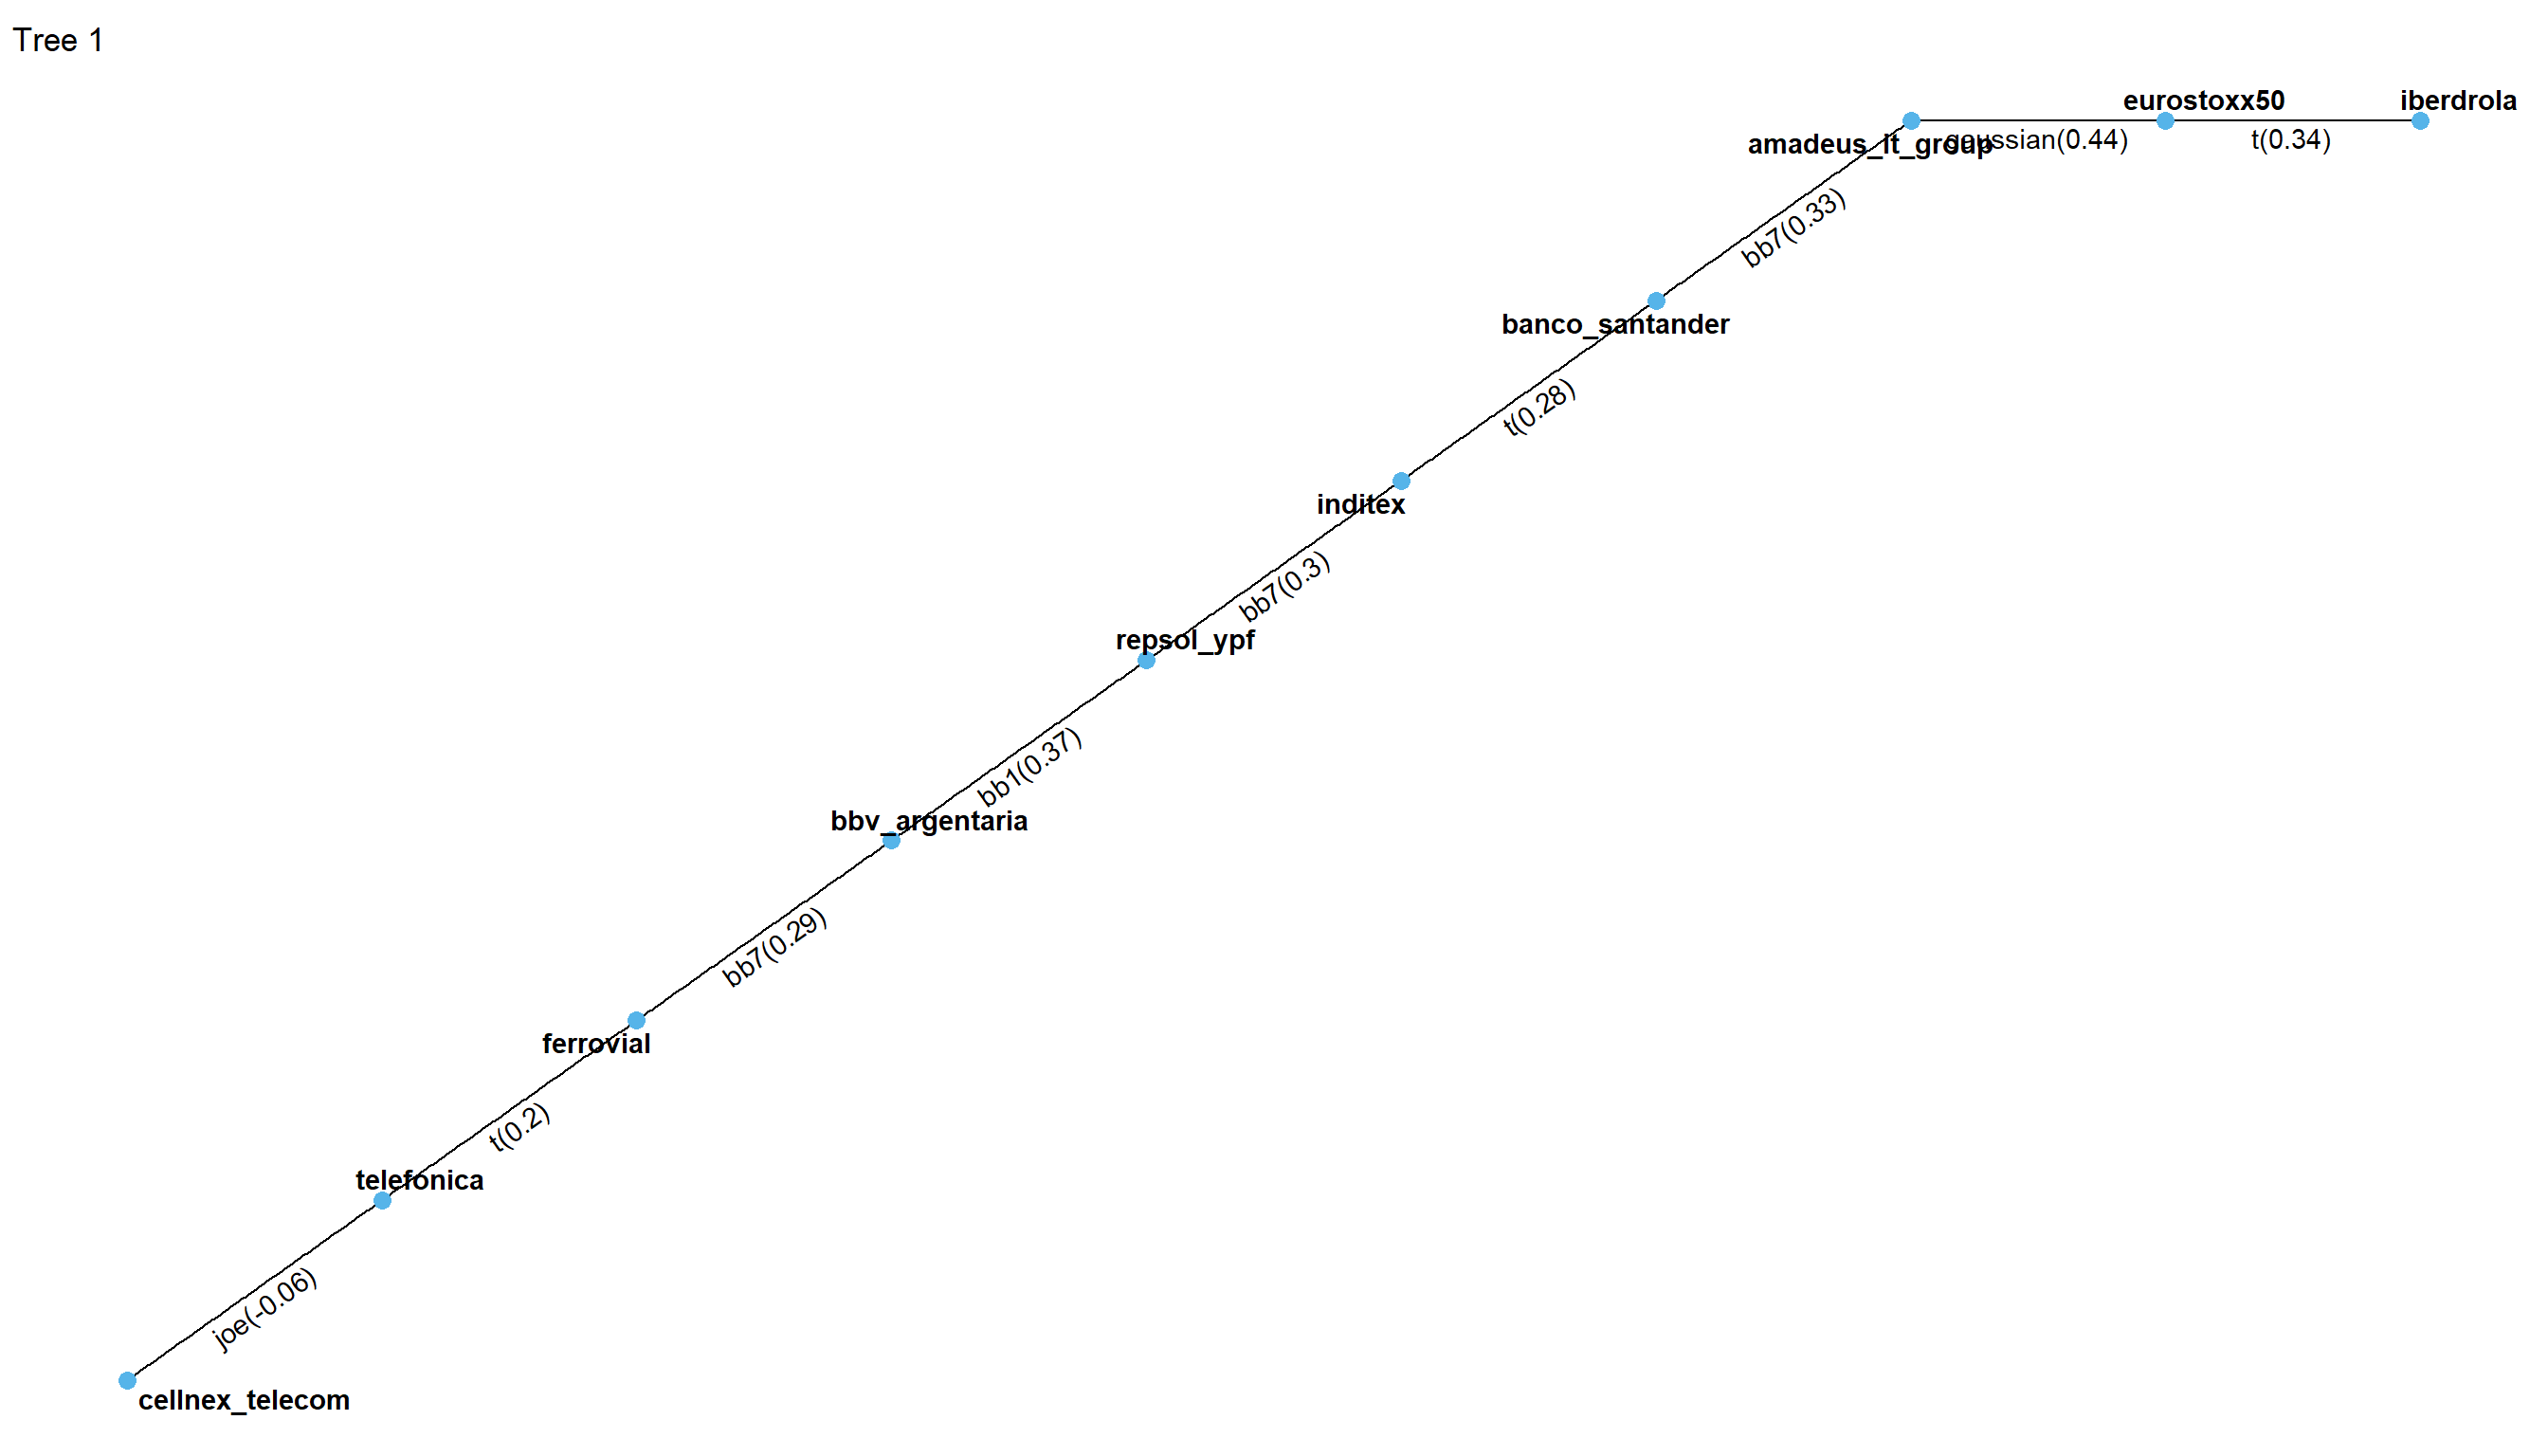 Tree 1
eurostoxx50
iberdrola
amadeus_it_group
gaussian(0.44)
t(0.34)
bb7(0.33)
banco_santander
t(0.28)
inditex
bb7(0.3)
repsol_ypf
bb1(0.37)
bbv_argentaria
bb7(0.29)
ferrovial
t(0.2)
telefonica
joe(-0.06)
cellnex_telecom